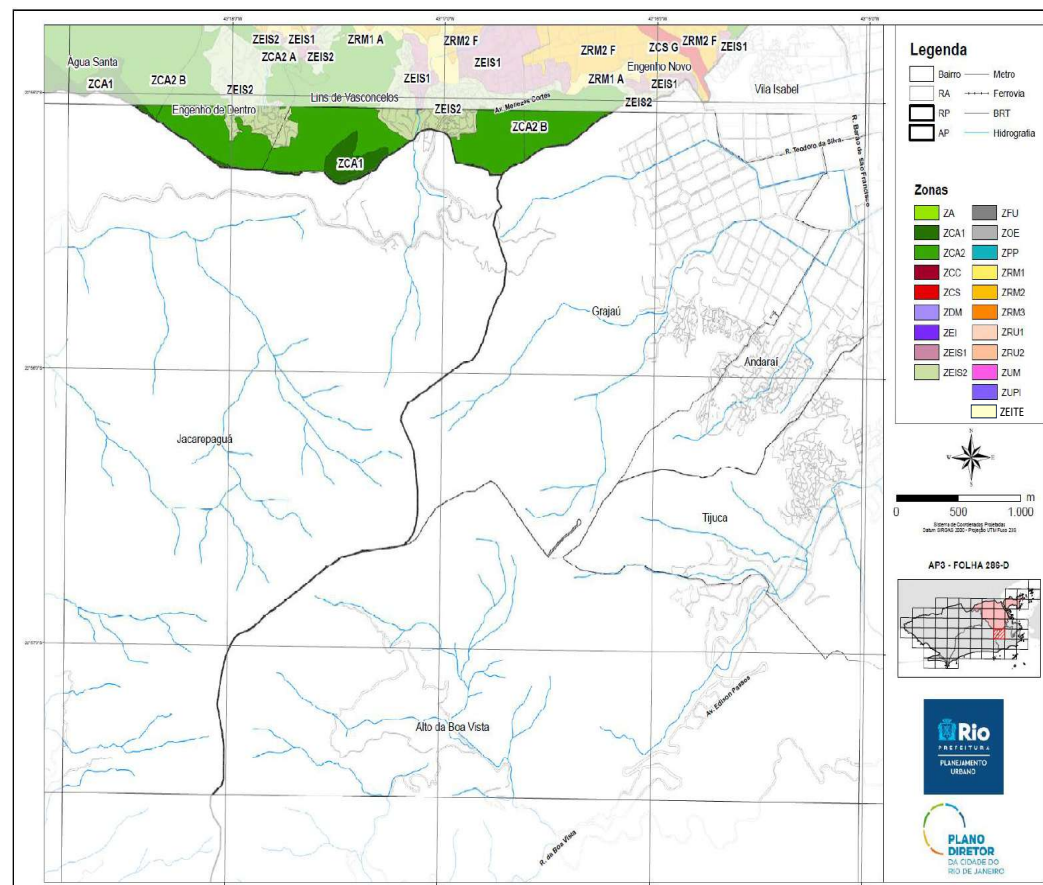 ZEIS2
ZEIS1
ZRM1 A
ZRM2 F
ZRM2 F
ZCS G
ZRM2 F
ZEIS1
Agua Santa
ZCA2 A
ZEIS2
ZEIS1
ZEIS1
Engenho Novo
ZCA1
ZCA2 B
ZEIS2
ZRM1 A
ZEIS1
Vila Isabel
Lins de Vasconcelos
Engenho de Dentro
ZEIS2
Av. Menezes Cortes
ZEIS2
ZCA2 B
ZCA1
R. Teodoro da Silva
R. Barão de São Francisco
Grajaú
Andaraí
Jacarepaguá
Tijuca
Alto da Boa Vista
Av. Edison Passos
R. da Boa Vista
Legenda
Bairro
Metro
RA
Ferrovia
RP
BRT
AP
Hidrografia
Zonas
ZA
ZFU
ZCA1
ZOE
ZCA2
ZPP
ZCC
ZRM1
ZCS
ZRM2
ZDM
ZRM3
ZEI
ZRU1
ZEIS1
ZRU2
ZEIS2
ZUM
ZUPI
ZEITE
N
W
E
S
m
0
500
1.000
AP3 - FOLHA 286-D
Rio
PREFEITURA
PLANEJAMENTO
URBANO
PLANO
DIRETOR
DA CIDADE DO
RIO DE JANEIRO